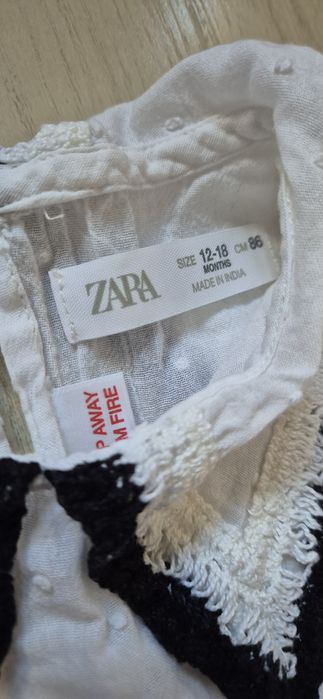 ZARA
SIZE 12-18 CM 86
MONTHS
MADE IN INDIA
P AWAY
M FIRE